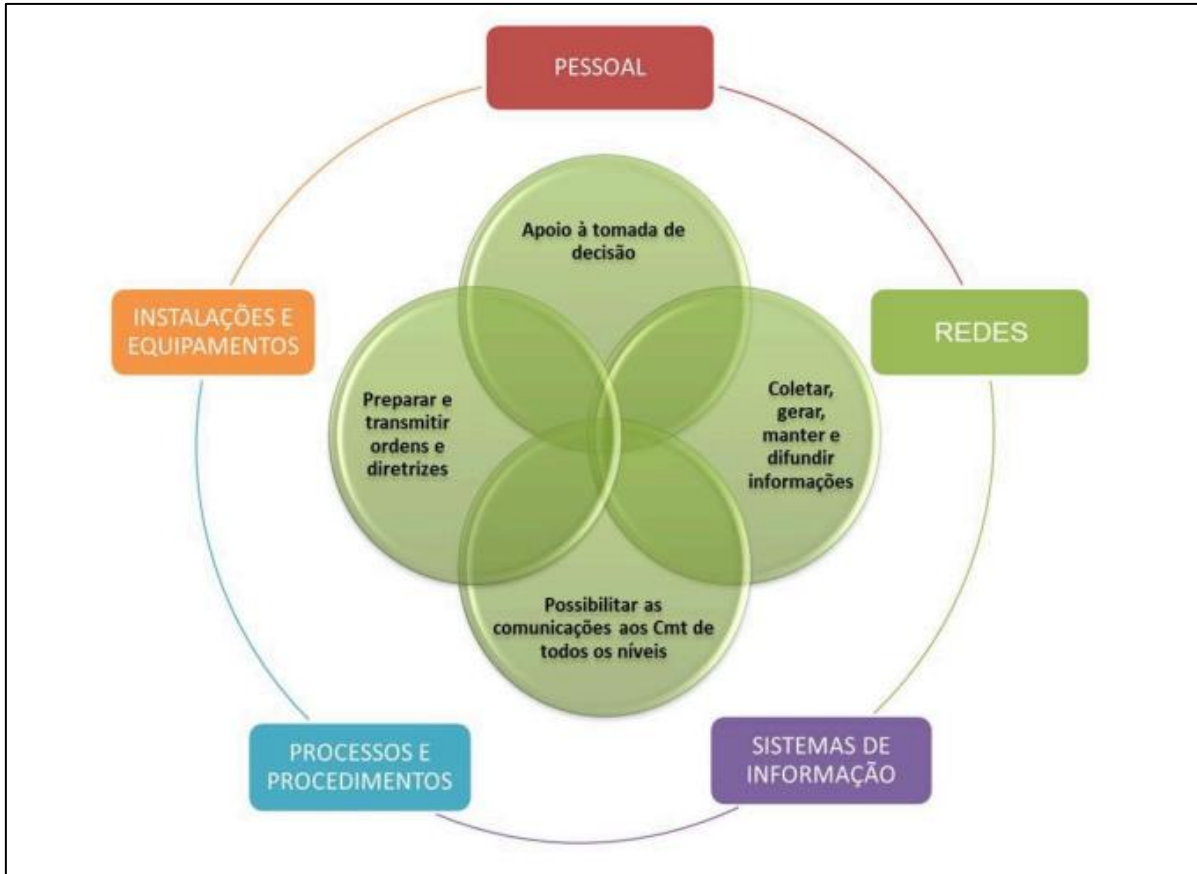 PESSOAL
Apoio à tomada de
decisão
INSTALAÇÕES E
EQUIPAMENTOS
REDES
Preparar e
transmitir
ordens e
diretrizes
Coletar,
gerar,
manter e
difundir
informações
Possibilitar as
comunicações aos Cmt de
todos os níveis
PROCESSOS E
PROCEDIMENTOS
SISTEMAS DE
INFORMAÇÃO